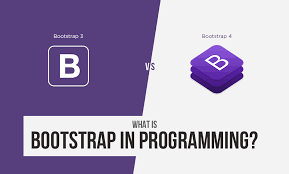 Bootstrap 3
Bootstrap 4
B
VS
B
WHAT IS
BOOTSTRAP IN PROGRAMMING?